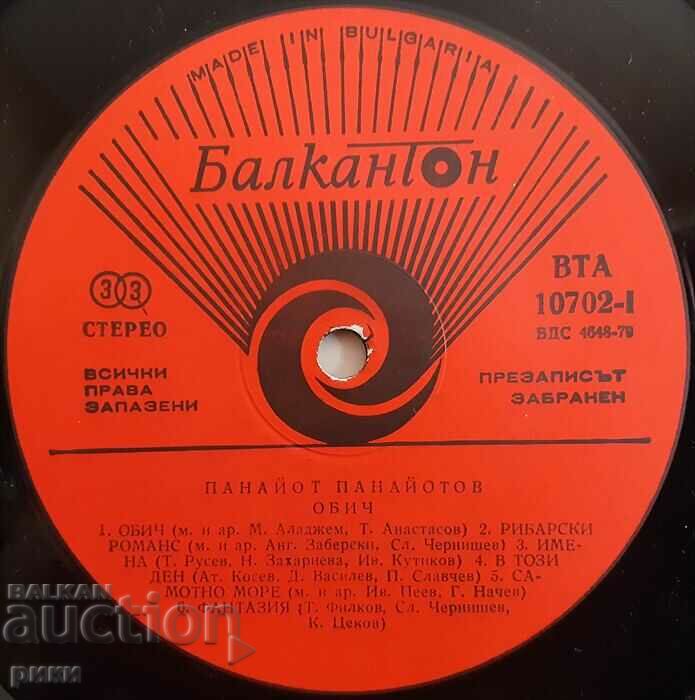 MADE IN BULGARIA
Балкантон
33
СТЕРЕО
ВСИЧКИ
ПРАВА
ЗАПАЗЕНИ
ВТА
10702-I
БДС 4648-79
ПРЕЗАПИСЪТ
ЗАБРАНЕН
ПАНАЙОТ ПАНАЙОТОВ
ОБИЧ
1. ОБИЧ (м. и ар. М. Аладжем, Т. Анастасов) 2. РИБАРСКИ
РОМАНС (м. и ар. Анг. Заберски, Сл. Чернишев) 3. ИМЕ-
НА (Т. Русев, Н. Захариева, Ив. Кутиков) 4. В ТОЗИ
ДЕН (Ат. Косев, Д. Василев, П. Славчев) 5. СА-
МОТНО МОРЕ (м. и ар. Ив. Пеев, Г. Начев)
6. ФАНТАЗИЯ (Т. Филков, Сл. Чернишев,
К. Цеков)
BALKAN
auction
рики